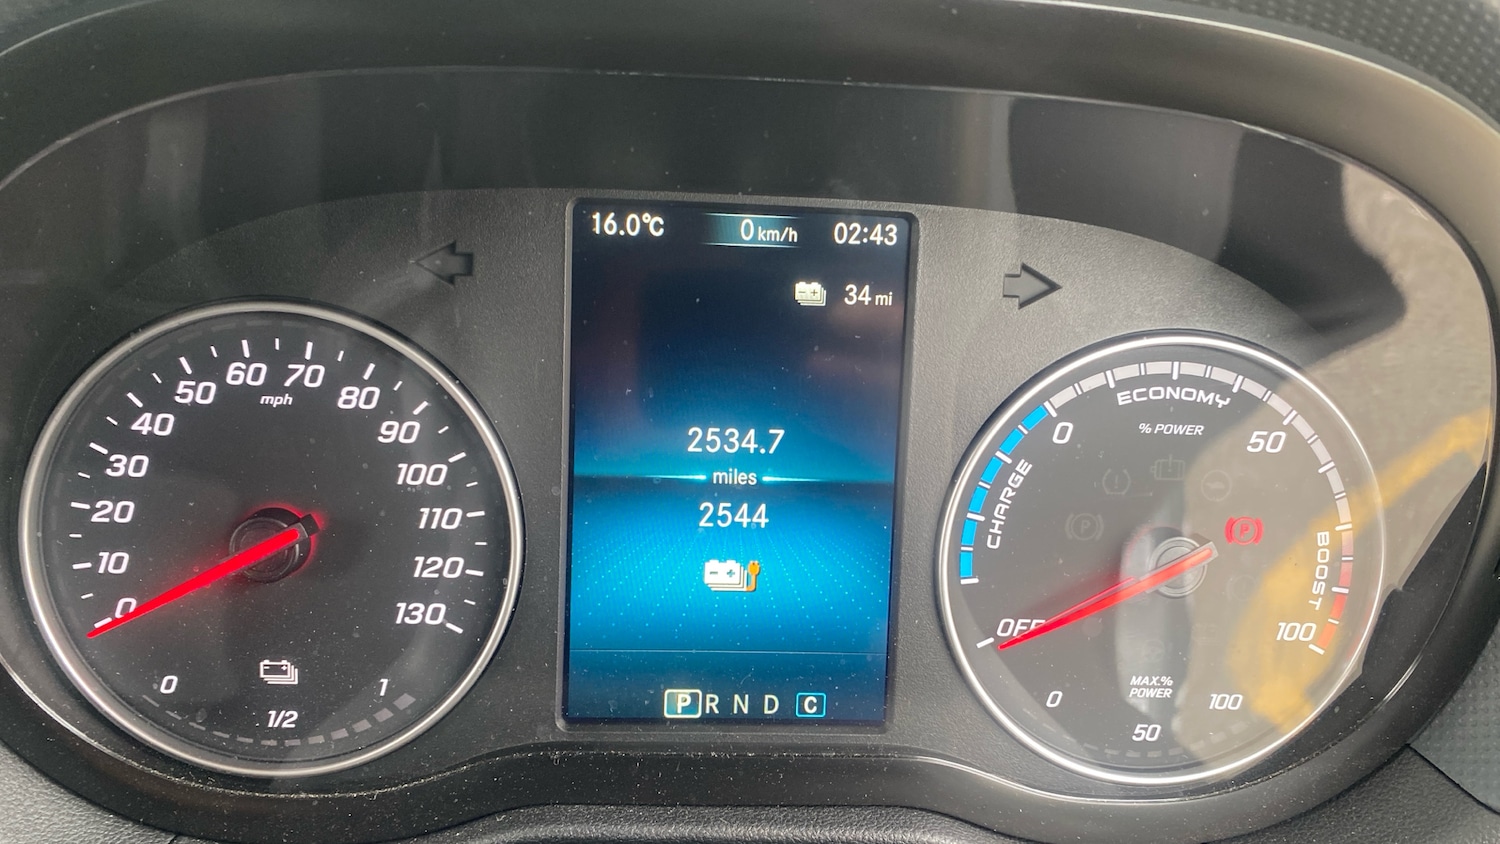 16.0°C 0 km/h 02:43
34 mi
2534.7
miles
2544
P R N D C
0
10
20
30
40
50
60
70
80
90
100
110
120
130
mph
0
1/2
1
OFF
CHARGE
0
ECONOMY
% POWER
50
BOOST
100
P
0
MAX.%
POWER
50
100